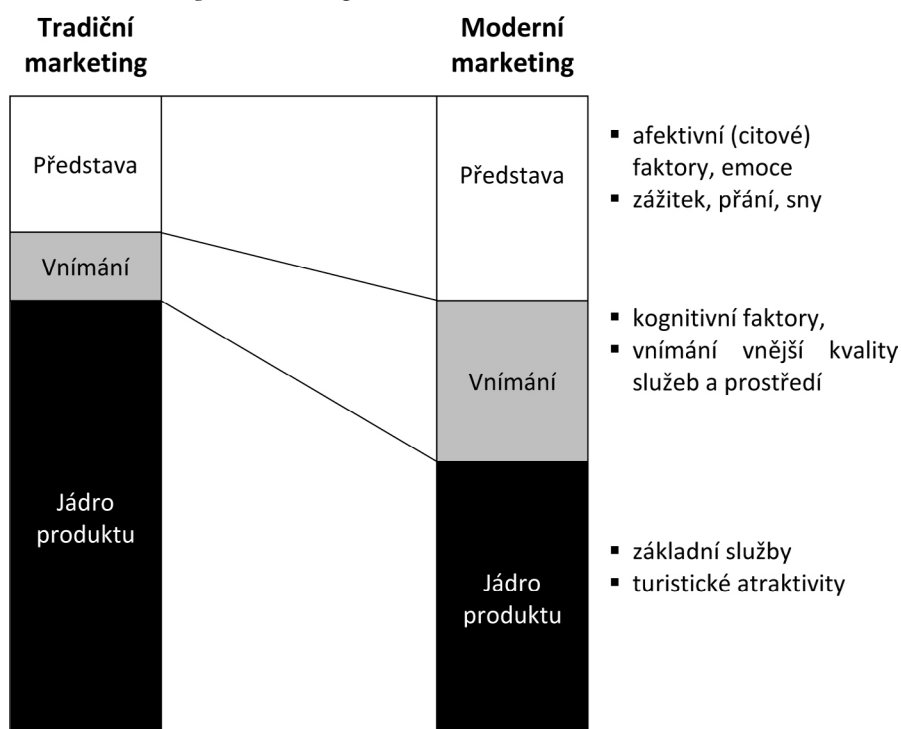 Tradiční
marketing
Moderní
marketing
Představa
Vnímání
Jádro
produktu
Představa
Vnímání
Jádro
produktu
▪ afektivní (citové)
faktory, emoce
▪ zážitek, přání, sny
▪ kognitivní faktory,
▪ vnímání vnější kvality
služeb a prostředí
▪ základní služby
▪ turistické atraktivity